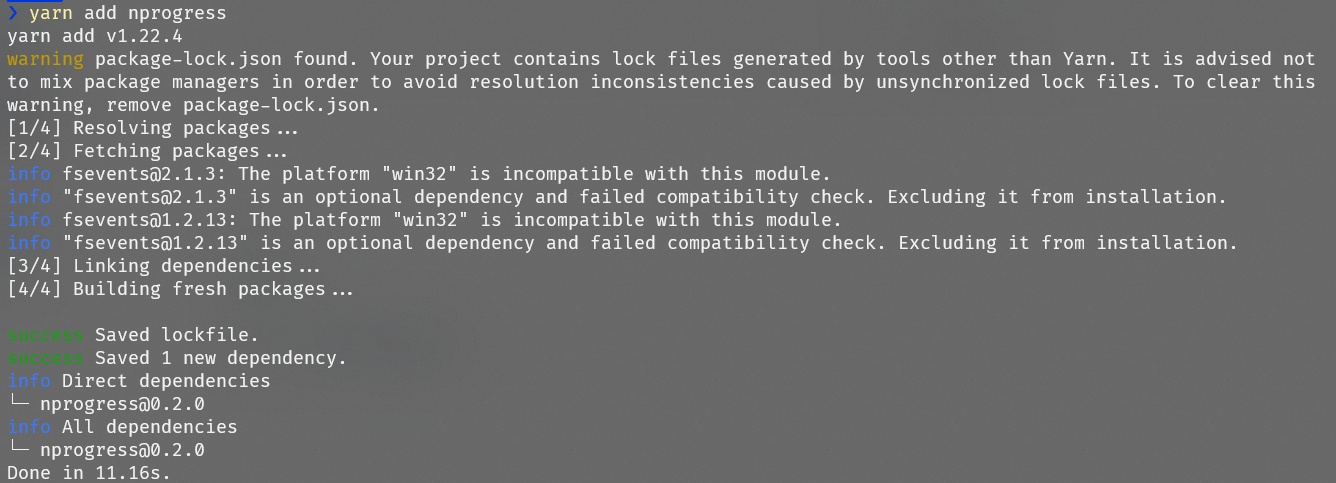 ❯ yarn add nprogress
yarn add v1.22.4
warning package-lock.json found. Your project contains lock files generated by tools other than Yarn. It is advised not
to mix package managers in order to avoid resolution inconsistencies caused by unsynchronized lock files. To clear this
warning, remove package-lock.json.
[1/4] Resolving packages...
[2/4] Fetching packages...
info fsevents@2.1.3: The platform "win32" is incompatible with this module.
info "fsevents@2.1.3" is an optional dependency and failed compatibility check. Excluding it from installation.
info fsevents@1.2.13: The platform "win32" is incompatible with this module.
info "fsevents@1.2.13" is an optional dependency and failed compatibility check. Excluding it from installation.
[3/4] Linking dependencies...
[4/4] Building fresh packages...
success Saved lockfile.
success Saved 1 new dependency.
info Direct dependencies
└─ nprogress@0.2.0
info All dependencies
└─ nprogress@0.2.0
Done in 11.16s.